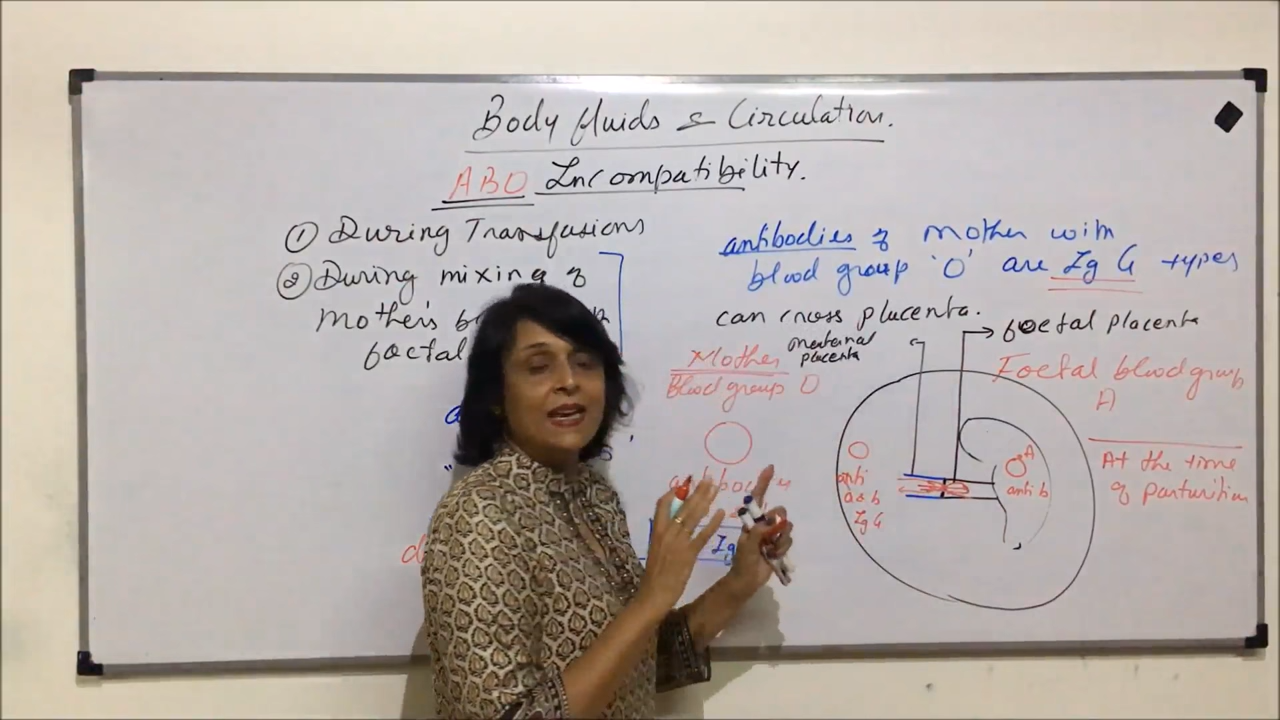 Body fluids & Circulation.
ABO Incompatibility.
① During Transfusions
② During mixing of
Mother's
foetal
antibodies of mother with
blood group 'O' are Ig G types
can cross placenta.
maternal
placenta
foetal placenta
Mother
Blood group O
Foetal blood group
A
anti
a & b
Ig G
A
anti b
At the time
of parturition